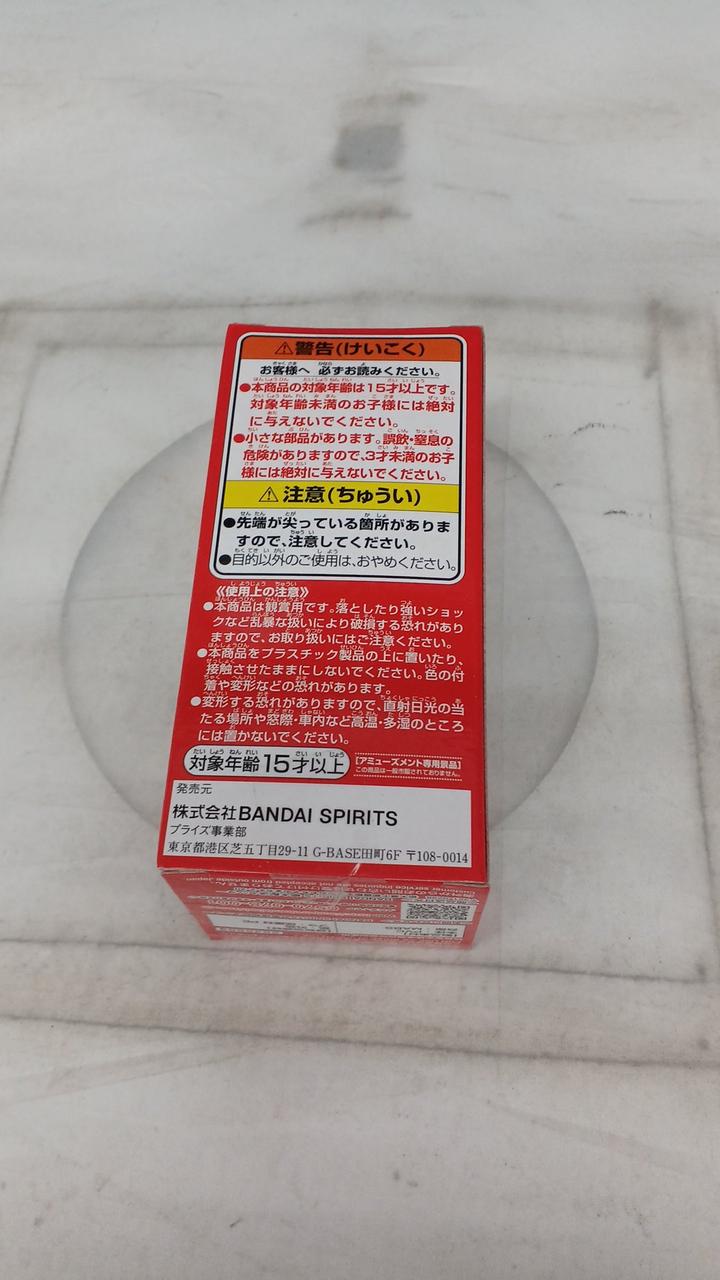 ⚠警告(けいこく)
お客様へ 必ずお読みください。
●本商品の対象年齢は15才以上です。
対象年齢未満のお子様には絶対
に与えないでください。
●小さな部品があります。誤飲・窒息の
危険がありますので、3才未満のお子
様には絶対に与えないでください。
⚠注意(ちゅうい)
●先端が尖っている箇所がありま
すので、注意してください。
●目的以外のご使用は、おやめください。
《使用上の注意》
●本商品は観賞用です。落としたり強いショッ
クなど乱暴な扱いにより破損する恐れがあり
ますので、お取り扱いにはご注意ください。
●本商品をプラスチック製品の上に置いたり、
接触させたままにしないでください。色の付
着や変形などの恐れがあります。
●変形する恐れがありますので、直射日光の当
たる場所や窓際・車内など高温・多湿のところ
には置かないでください。
対象年齢15才以上
[アミューズメント専用景品]
この商品は一般市販されておりません。
発売元
株式会社BANDAI SPIRITS
プライズ事業部
東京都港区芝五丁目29-11 G-BASE田町6F 〒108-0014
Customer service inquiries are not accepted from outside Japan.